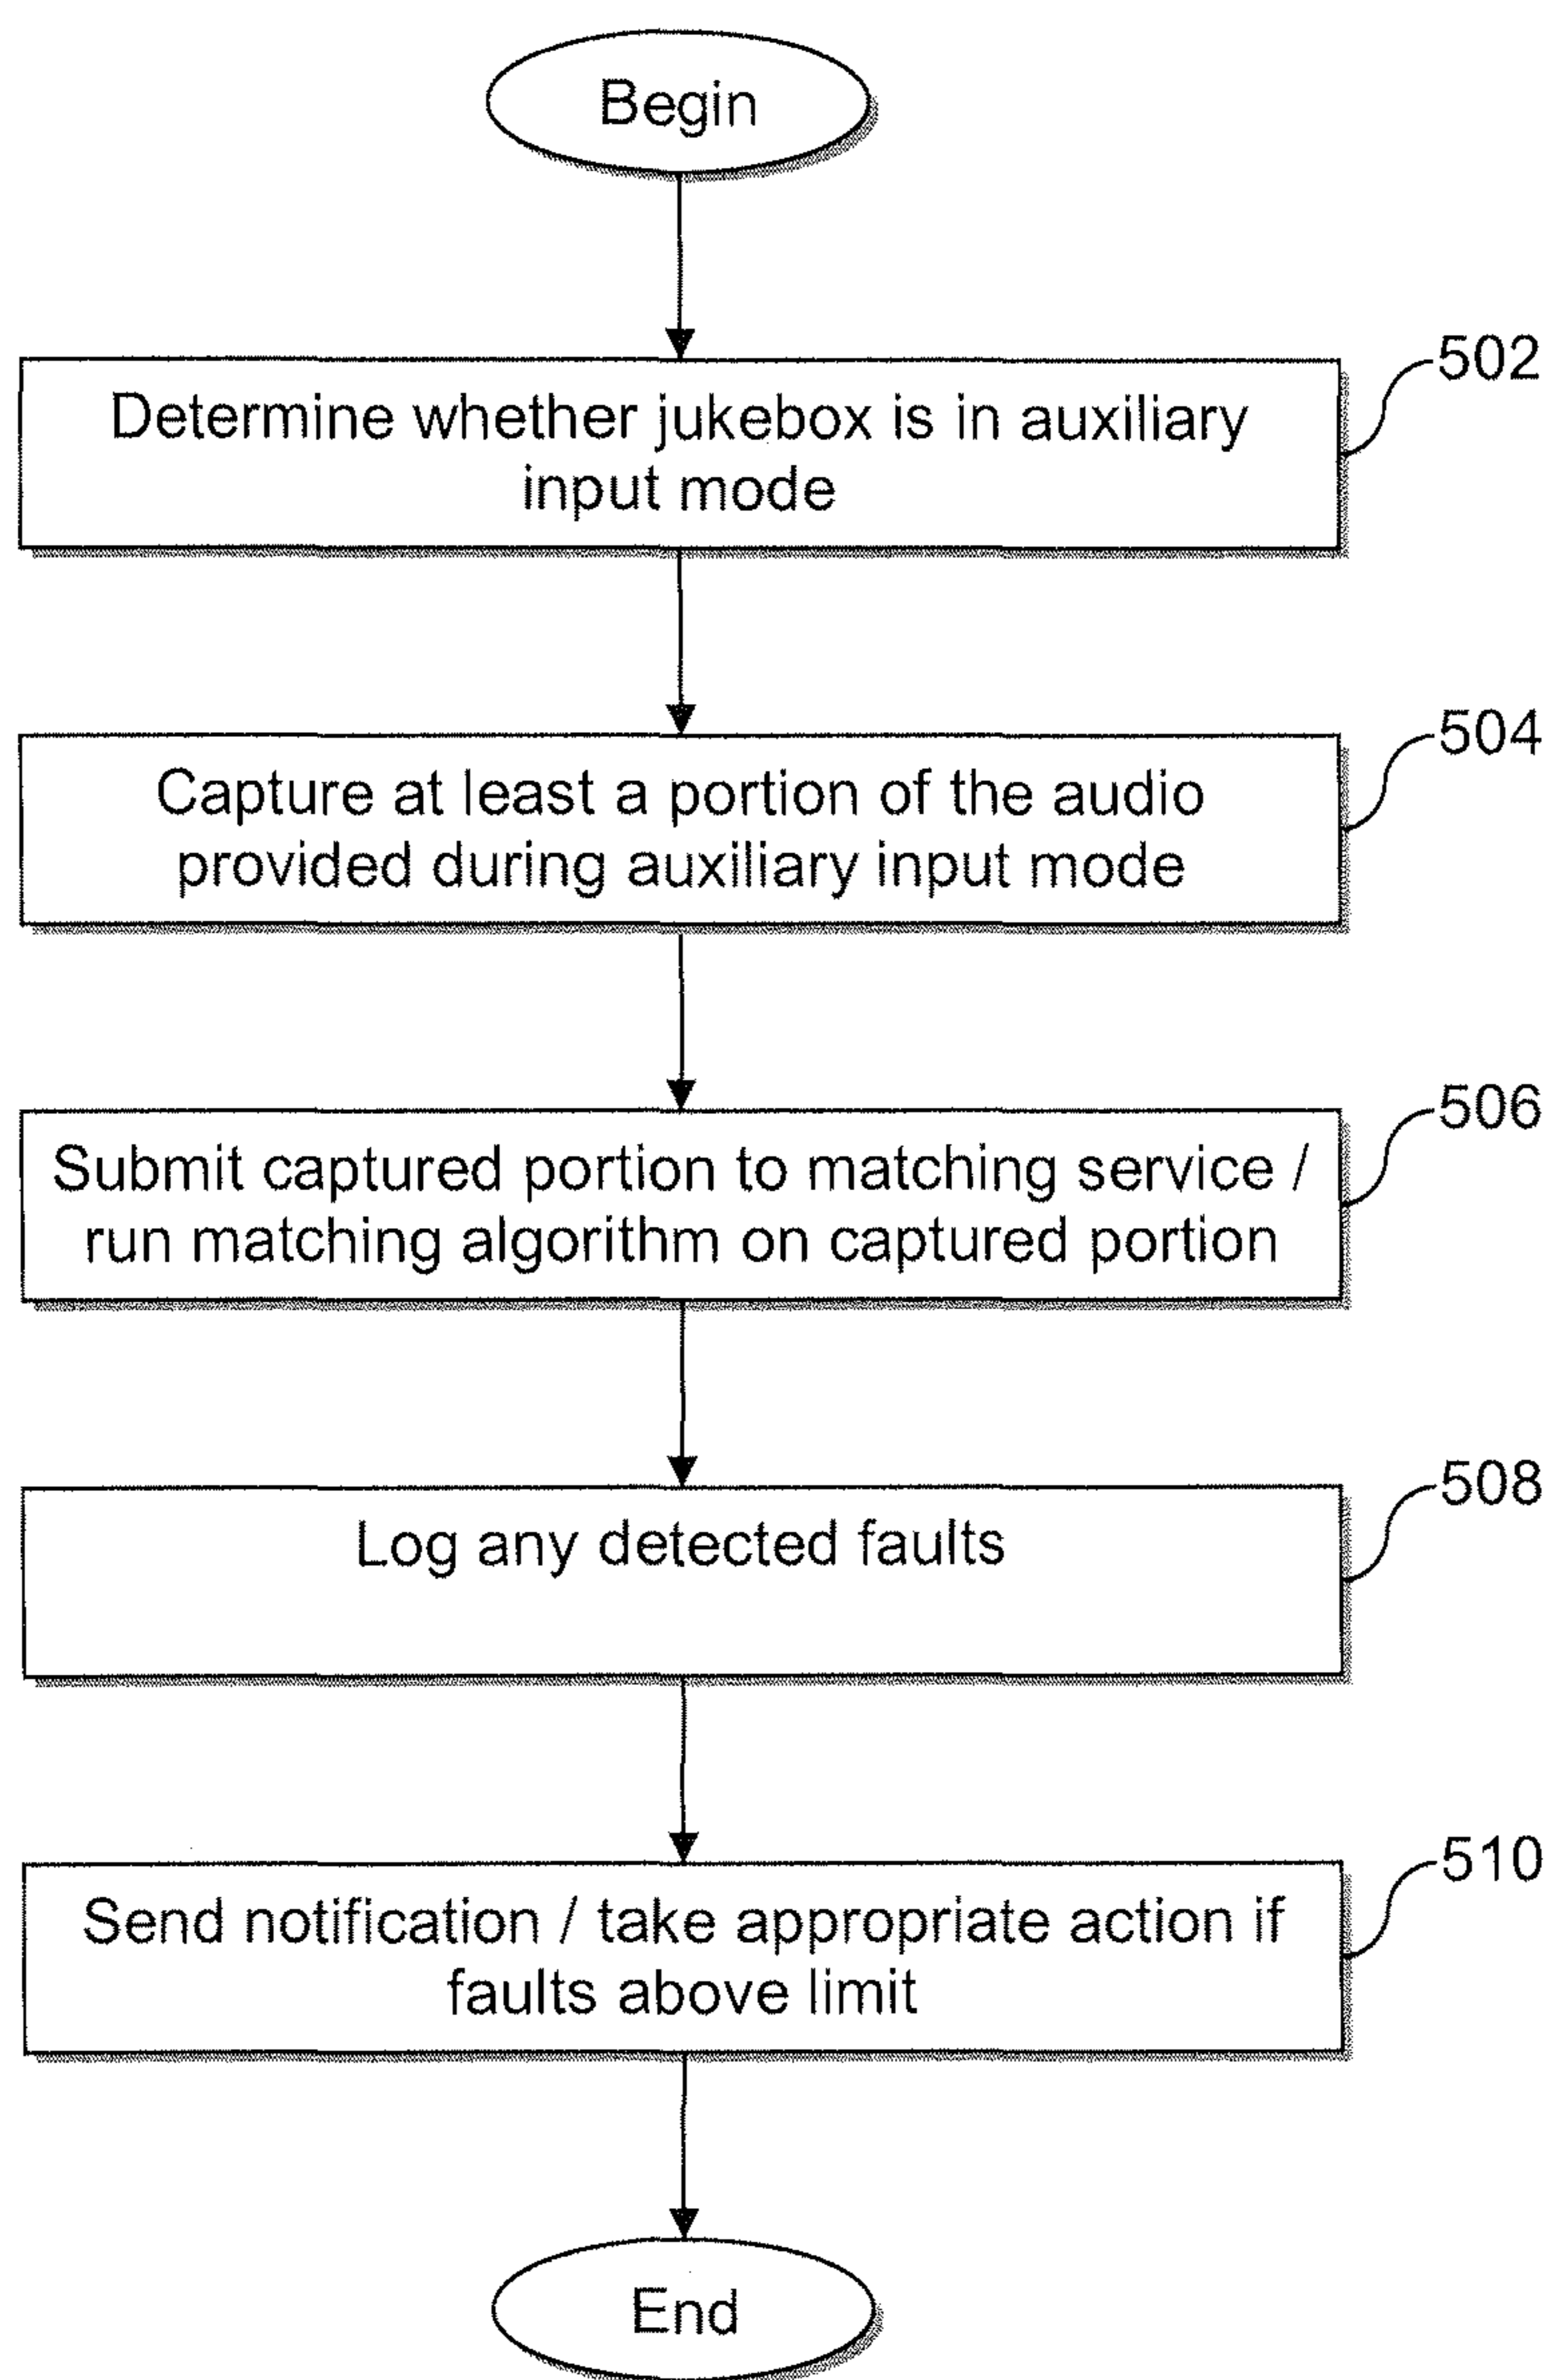 Begin
502
Determine whether jukebox is in auxiliary
input mode
504
Capture at least a portion of the audio
provided during auxiliary input mode
506
Submit captured portion to matching service /
run matching algorithm on captured portion
508
Log any detected faults
510
Send notification / take appropriate action if
faults above limit
End